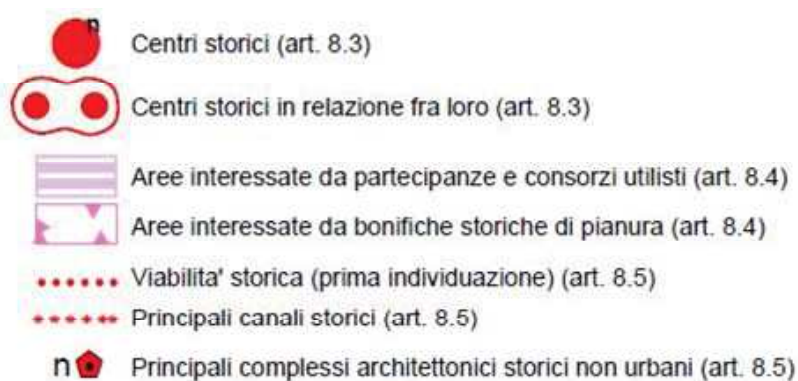 n
Centri storici (art. 8.3)
Centri storici in relazione fra loro (art. 8.3)
Aree interessate da partecipanze e consorzi utilisti (art. 8.4)
Aree interessate da bonifiche storiche di pianura (art. 8.4)
Viabilita' storica (prima individuazione) (art. 8.5)
Principali canali storici (art. 8.5)
n Principali complessi architettonici storici non urbani (art. 8.5)